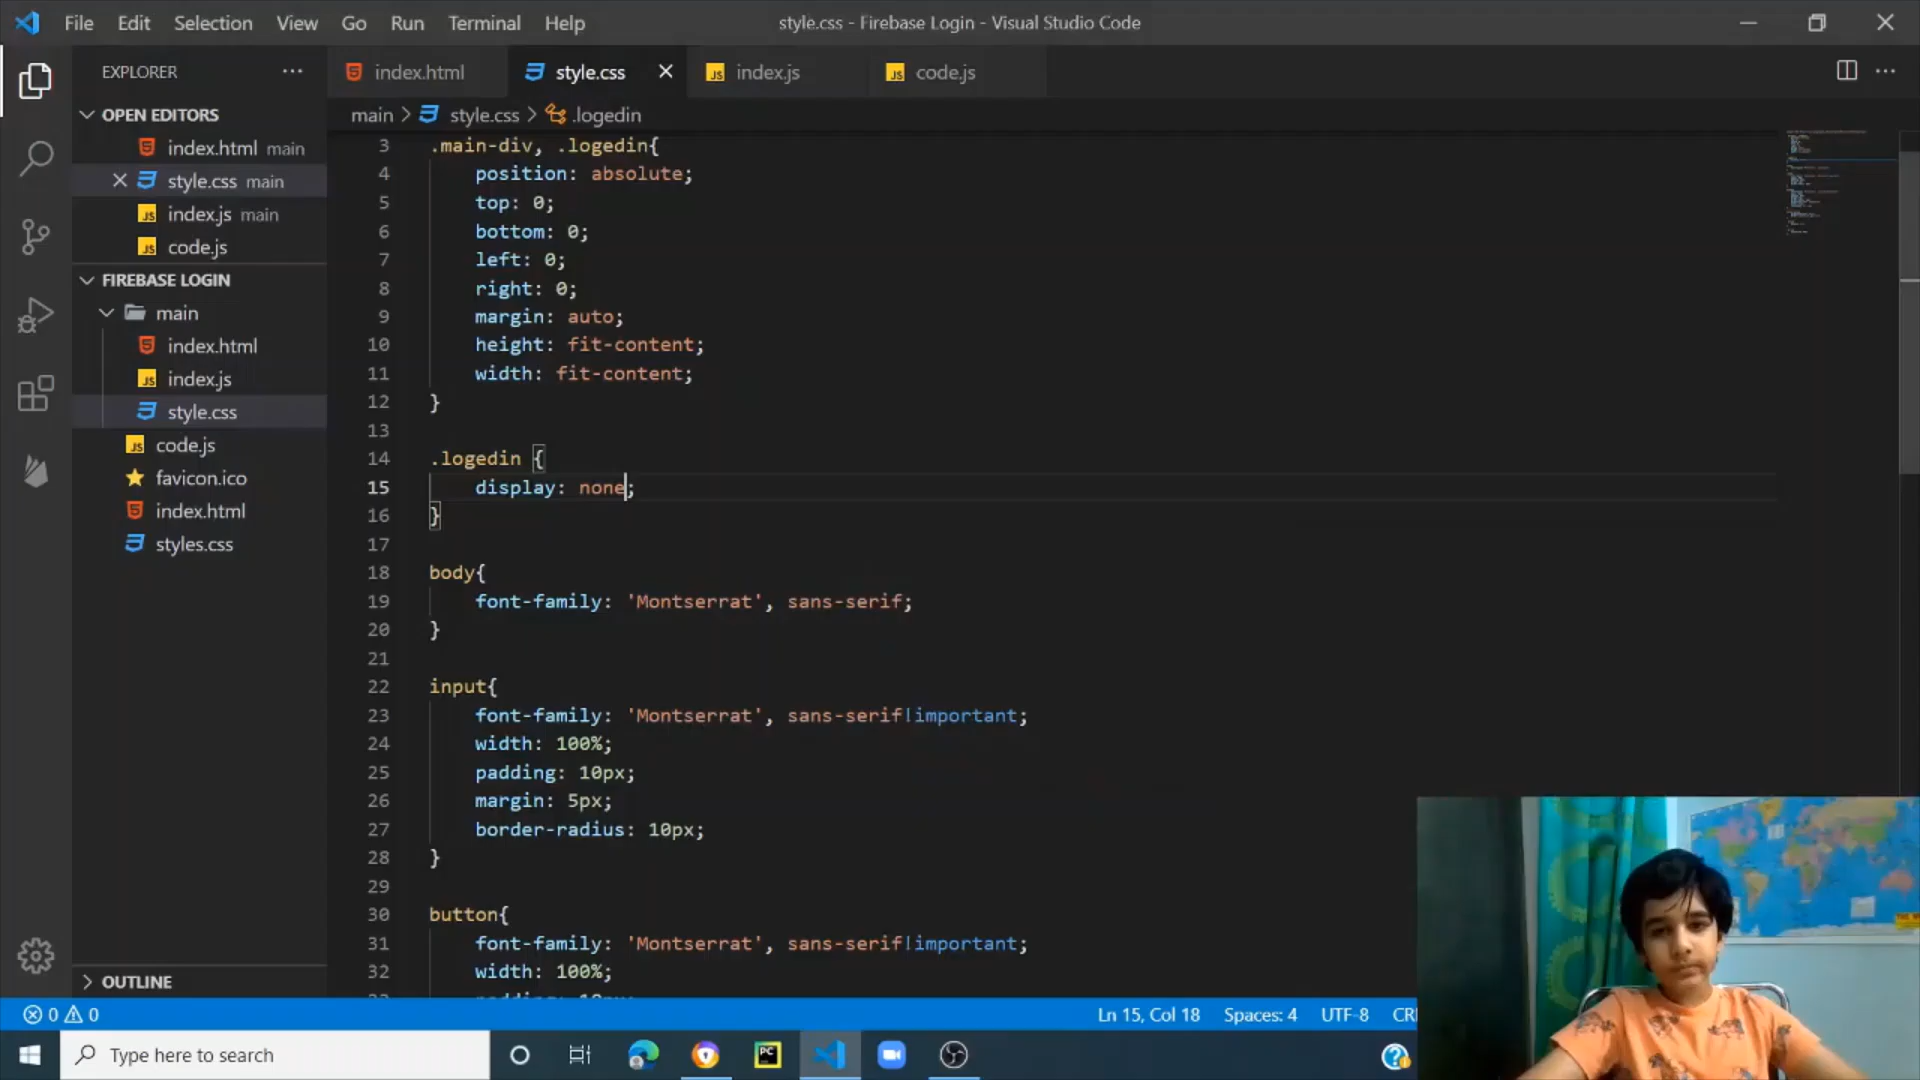 File Edit Selection View Go Run Terminal Help style.css - Firebase Login - Visual Studio Code
EXPLORER
index.html style.css index.js code.js
OPEN EDITORS
main > style.css > .logedin
index.html main
style.css main
index.js main
code.js
FIREBASE LOGIN
main
index.html
index.js
style.css
code.js
favicon.ico
index.html
styles.css
OUTLINE
3 .main-div, .logedin{
4 position: absolute;
5 top: 0;
6 bottom: 0;
7 left: 0;
8 right: 0;
9 margin: auto;
10 height: fit-content;
11 width: fit-content;
12 }
13
14 .logedin {
15 display: none;
16 }
17
18 body{
19 font-family: 'Montserrat', sans-serif;
20 }
21
22 input{
23 font-family: 'Montserrat', sans-serif!important;
24 width: 100%;
25 padding: 10px;
26 margin: 5px;
27 border-radius: 10px;
28 }
29
30 button{
31 font-family: 'Montserrat', sans-serif!important;
32 width: 100%;
0 0 Ln 15, Col 18 Spaces: 4 UTF-8 CR
Type here to search
PC